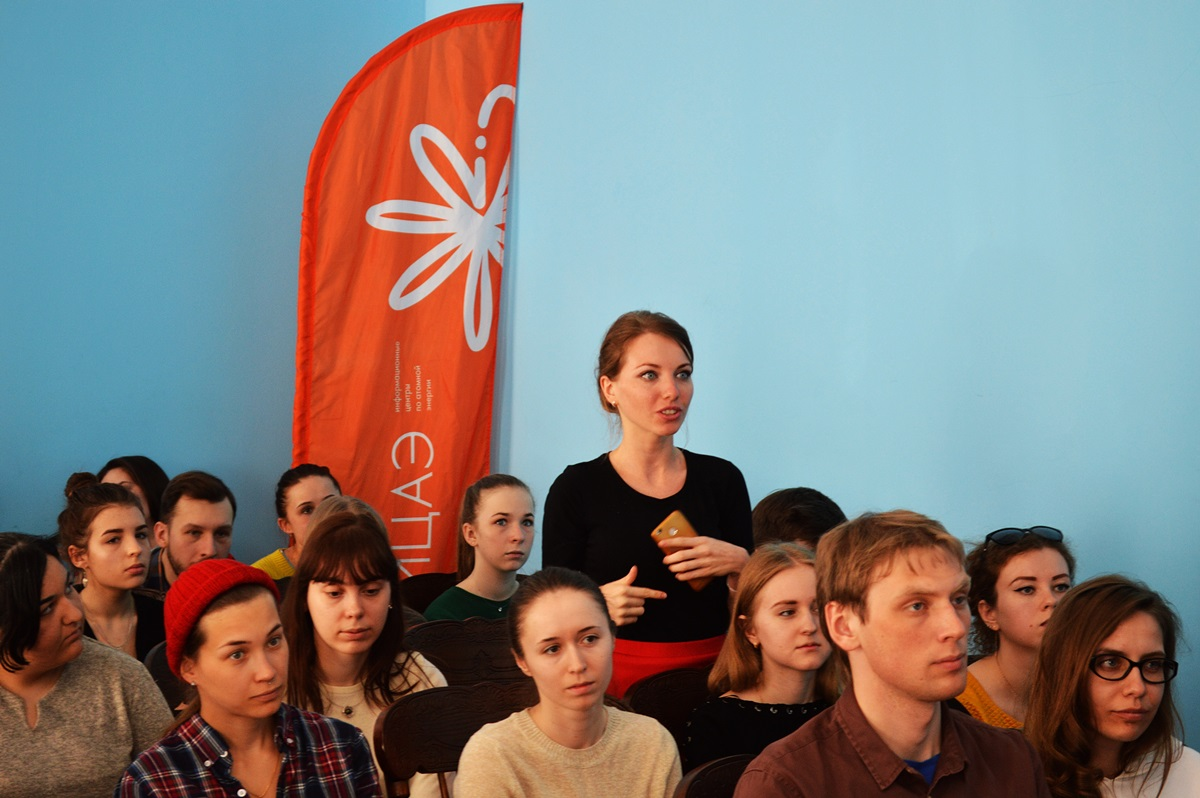 ИЦАЭ
информационные
центры
по атомной
энергии